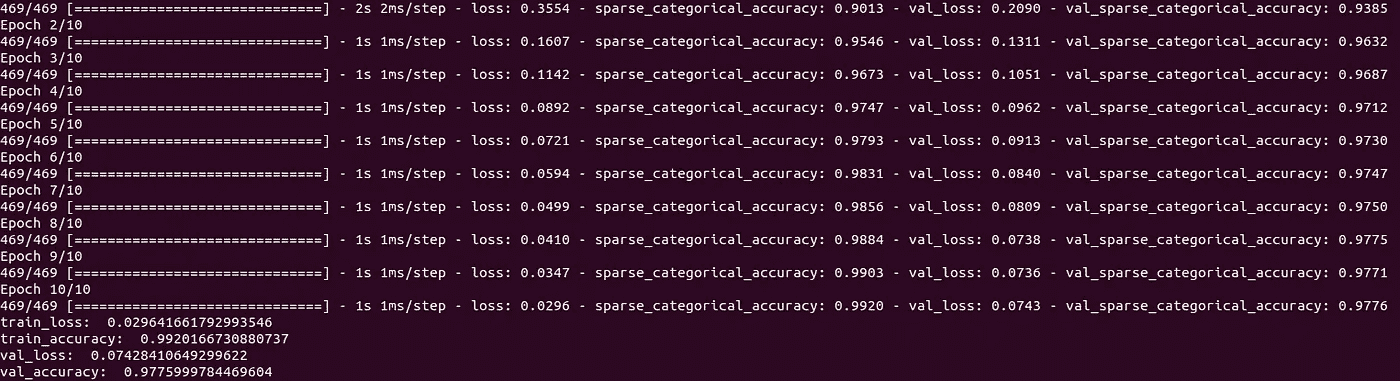 469/469 [==============================] - 2s 2ms/step - loss: 0.3554 - sparse_categorical_accuracy: 0.9013 - val_loss: 0.2090 - val_sparse_categorical_accuracy: 0.9385
Epoch 2/10
469/469 [==============================] - 1s 1ms/step - loss: 0.1607 - sparse_categorical_accuracy: 0.9546 - val_loss: 0.1311 - val_sparse_categorical_accuracy: 0.9632
Epoch 3/10
469/469 [==============================] - 1s 1ms/step - loss: 0.1142 - sparse_categorical_accuracy: 0.9673 - val_loss: 0.1051 - val_sparse_categorical_accuracy: 0.9687
Epoch 4/10
469/469 [==============================] - 1s 1ms/step - loss: 0.0892 - sparse_categorical_accuracy: 0.9747 - val_loss: 0.0962 - val_sparse_categorical_accuracy: 0.9712
Epoch 5/10
469/469 [==============================] - 1s 1ms/step - loss: 0.0721 - sparse_categorical_accuracy: 0.9793 - val_loss: 0.0913 - val_sparse_categorical_accuracy: 0.9730
Epoch 6/10
469/469 [==============================] - 1s 1ms/step - loss: 0.0594 - sparse_categorical_accuracy: 0.9831 - val_loss: 0.0840 - val_sparse_categorical_accuracy: 0.9747
Epoch 7/10
469/469 [==============================] - 1s 1ms/step - loss: 0.0499 - sparse_categorical_accuracy: 0.9856 - val_loss: 0.0809 - val_sparse_categorical_accuracy: 0.9750
Epoch 8/10
469/469 [==============================] - 1s 1ms/step - loss: 0.0410 - sparse_categorical_accuracy: 0.9884 - val_loss: 0.0738 - val_sparse_categorical_accuracy: 0.9775
Epoch 9/10
469/469 [==============================] - 1s 1ms/step - loss: 0.0347 - sparse_categorical_accuracy: 0.9903 - val_loss: 0.0736 - val_sparse_categorical_accuracy: 0.9771
Epoch 10/10
469/469 [==============================] - 1s 1ms/step - loss: 0.0296 - sparse_categorical_accuracy: 0.9920 - val_loss: 0.0743 - val_sparse_categorical_accuracy: 0.9776
train_loss:  0.029641661792993546
train_accuracy:  0.9920166730880737
val_loss:  0.07428410649299622
val_accuracy:  0.9775999784469604